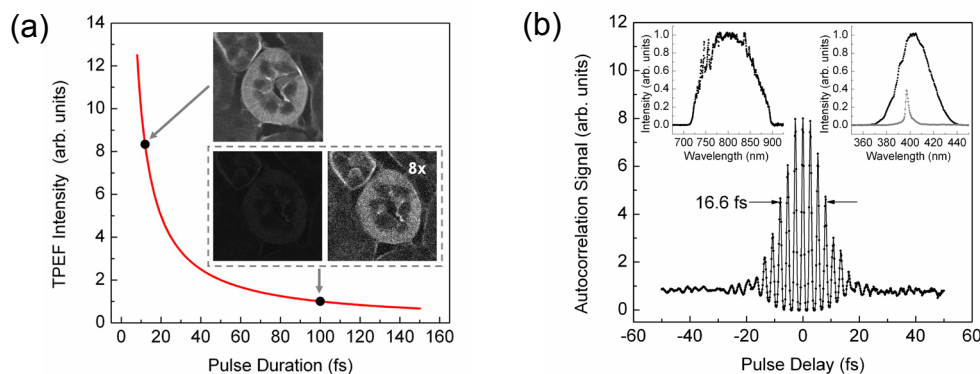 (a)
14
12
10
8
6
4
2
0
TPEF Intensity (arb. units)
8x
0 20 40 60 80 100 120 140 160
Pulse Duration (fs)
(b)
12
10
8
6
4
2
0
Autocorrelation Signal (arb. units)
1.0
0.8
0.6
0.4
0.2
0.0
Intensity (arb. units)
700 750 800 850 900
Wavelength (nm)
1.0
0.8
0.6
0.4
0.2
0.0
Intensity (arb. units)
360 380 400 420 440
Wavelength (nm)
16.6 fs
-60 -40 -20 0 20 40 60
Pulse Delay (fs)